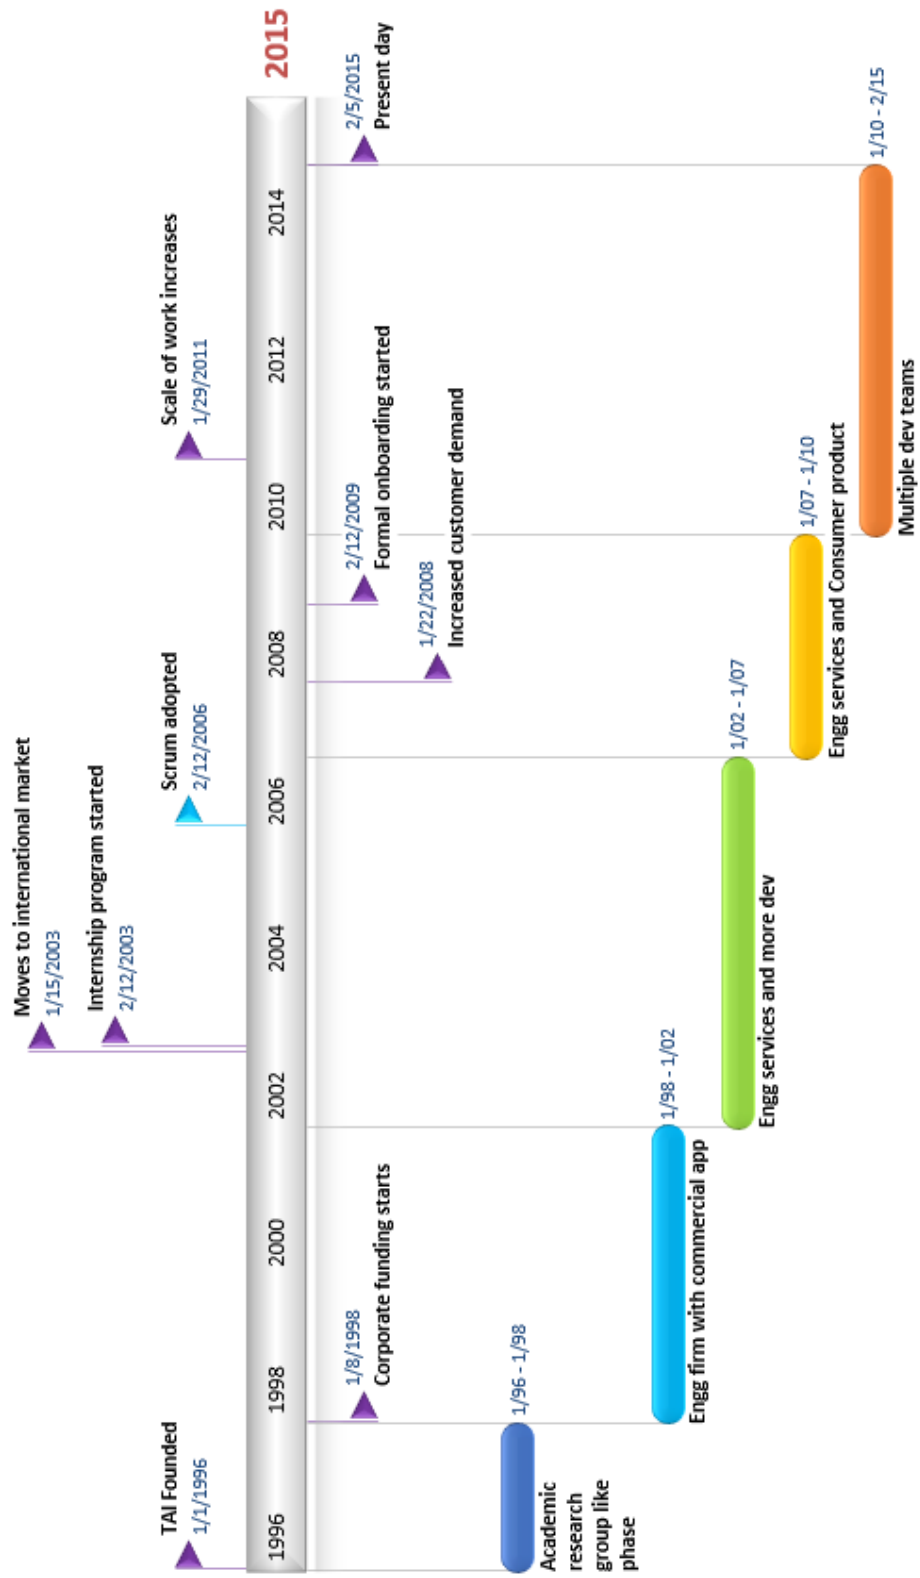 Moves to international market
1/15/2003
Internship program started
2/12/2003
TAI Founded
1/1/1996
Scrum adopted
2/12/2006
Scale of work increases
1/29/2011
1996
1998
2000
2002
2004
2006
2008
2010
2012
2014
2015
1/8/1998
Corporate funding starts
2/12/2009
Formal onboarding started
2/5/2015
Present day
1/22/2008
Increased customer demand
1/96 - 1/98
Academic
research
group like
phase
1/98 - 1/02
Engg firm with commercial app
1/02 - 1/07
Engg services and more dev
1/07 - 1/10
Engg services and Consumer product
1/10 - 2/15
Multiple dev teams